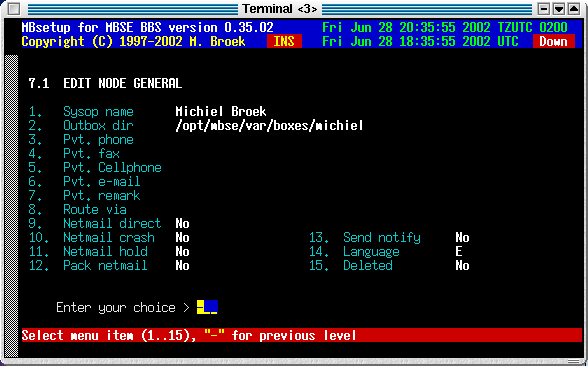 Terminal <3>
MBsetup for MBSE BBS version 0.35.02 Fri Jun 28 20:35:55 2002 TZUTC 0200
Copyright (C) 1997-2002 M. Broek INS Fri Jun 28 18:35:55 2002 UTC Down
7.1 EDIT NODE GENERAL
1. Sysop name Michiel Broek
2. Outbox dir /opt/mbse/var/boxes/michiel
3. Pvt. phone
4. Pvt. fax
5. Pvt. Cellphone
6. Pvt. e-mail
7. Pvt. remark
8. Route via
9. Netmail direct No
10. Netmail crash No 13. Send notify No
11. Netmail hold No 14. Language E
12. Pack netmail No 15. Deleted No
Enter your choice > -
Select menu item (1..15), "-" for previous level